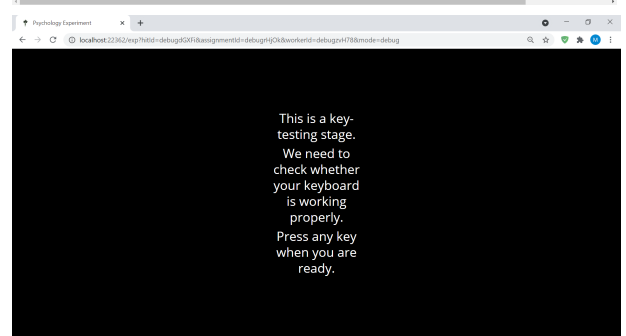 Psychology Experiment
localhost:22362/exp?hitId=debugdGXFi&assignmentId=debugrHjOk&workerId=debugzvH78&mode=debug
M
This is a key-
testing stage.
We need to
check whether
your keyboard
is working
properly.
Press any key
when you are
ready.